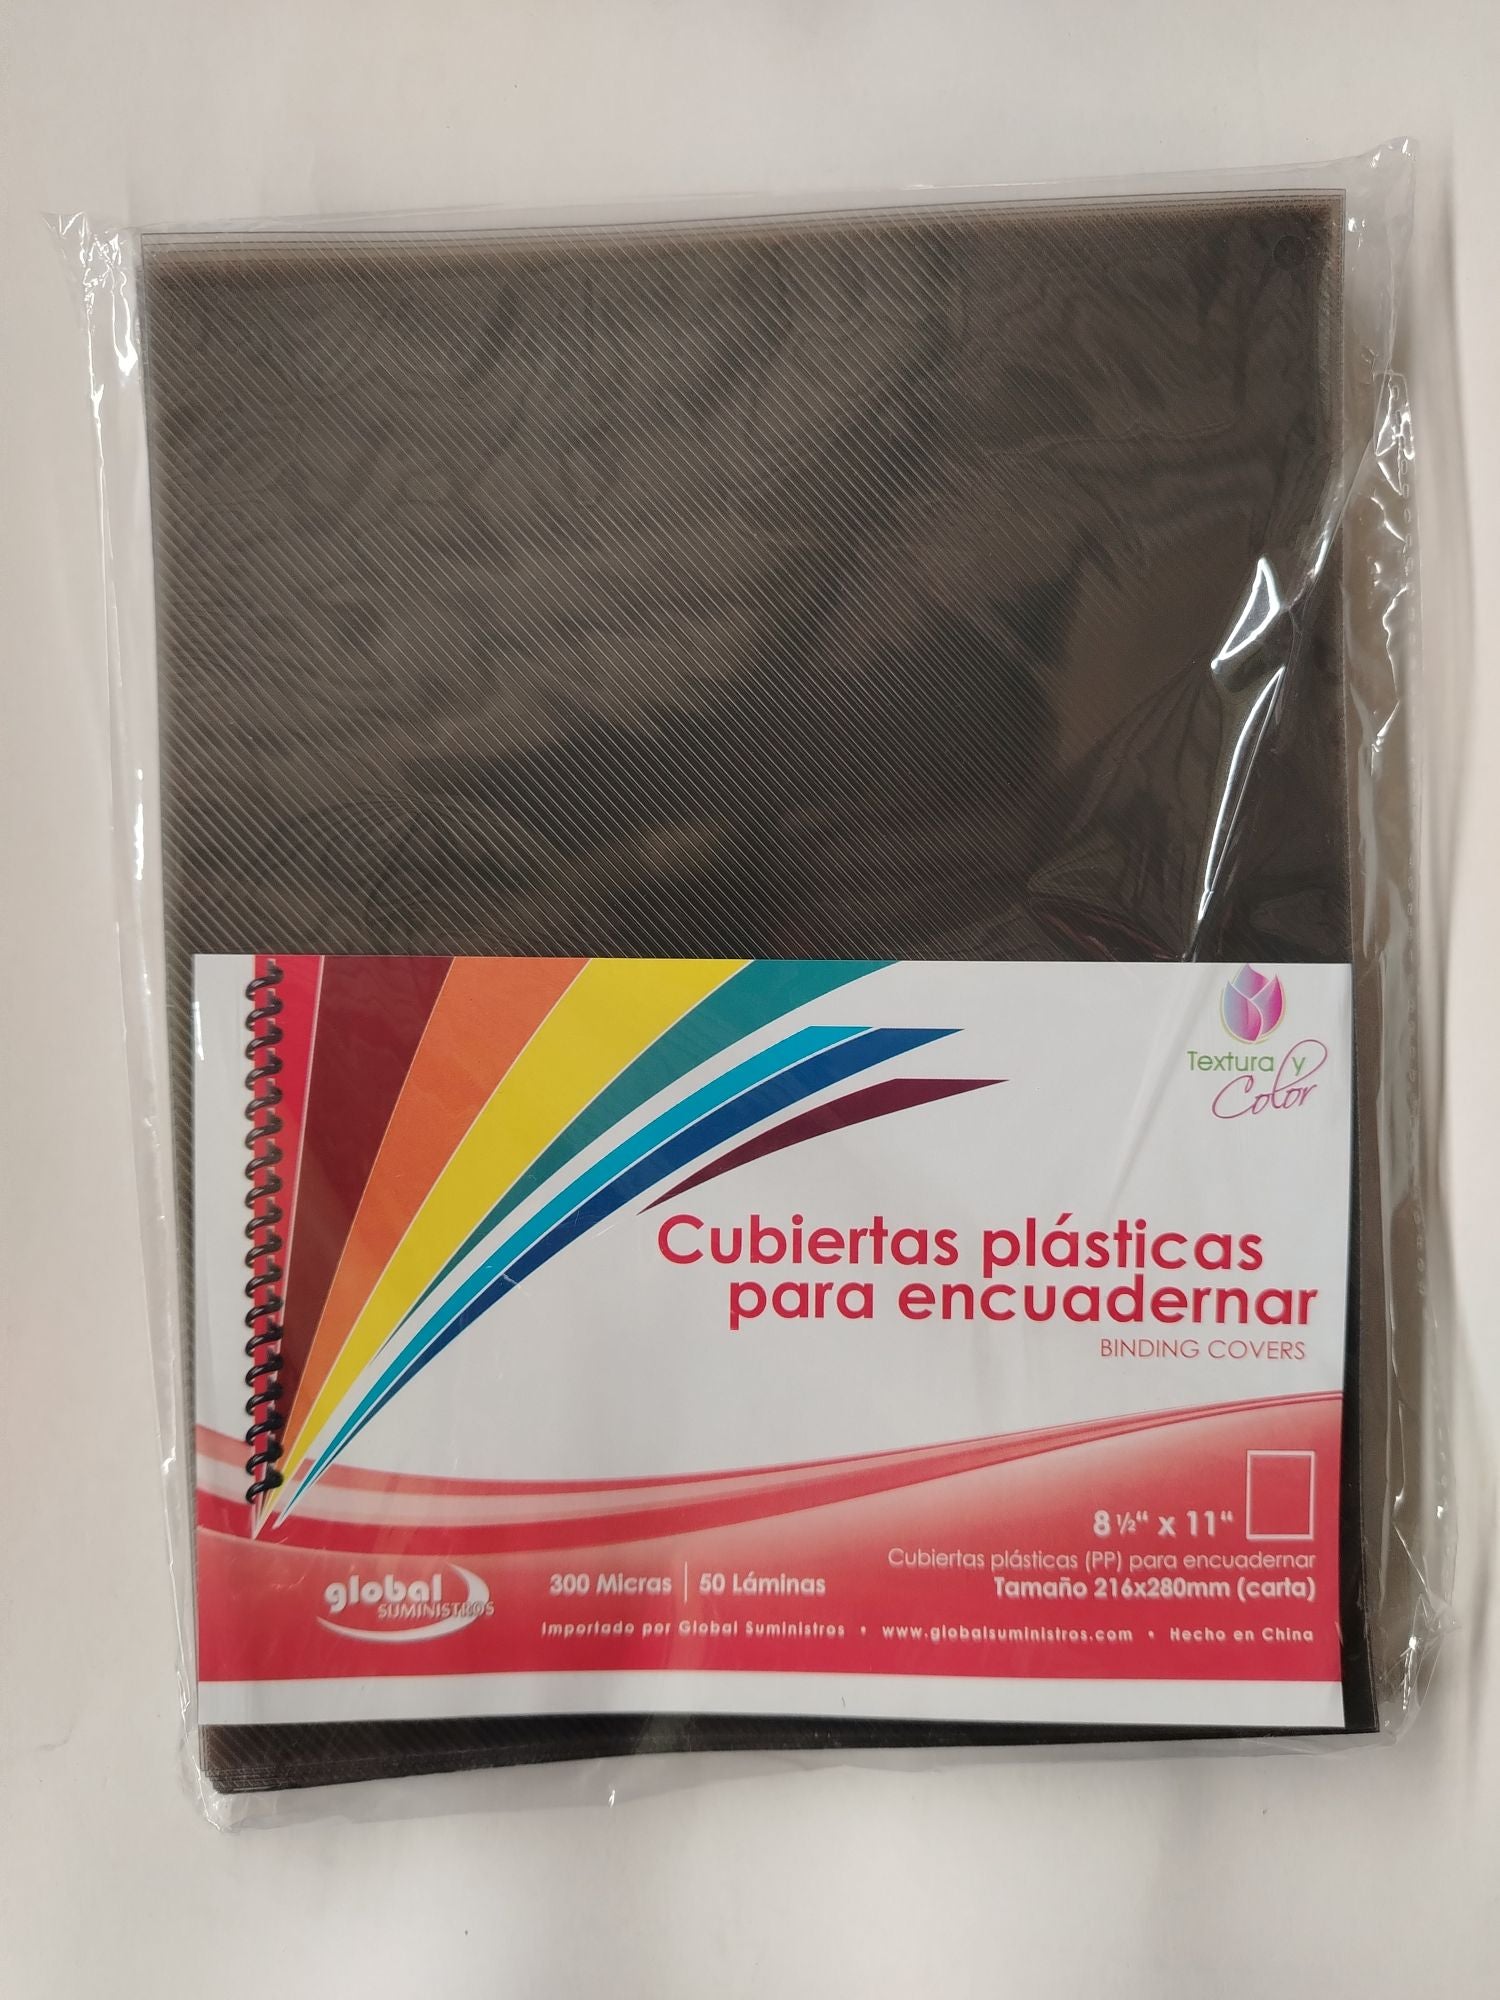 Textura y
Color
Cubiertas plásticas
para encuadernar
BINDING COVERS
8 ½" x 11"
Cubiertas plásticas (PP) para encuadernar
Tamaño 216x280mm (carta)
global
SUMINISTROS
300 Micras | 50 Láminas
Importado por Global Suministros • www.globalsuministros.com • Hecho en China